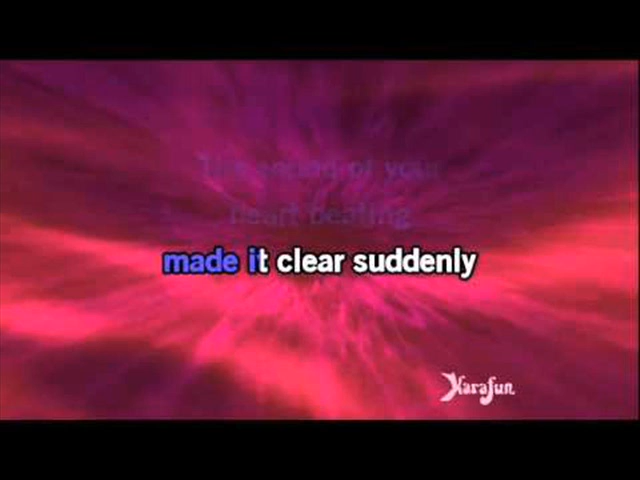 The sound of your
heart beating
made it clear suddenly
Karafun